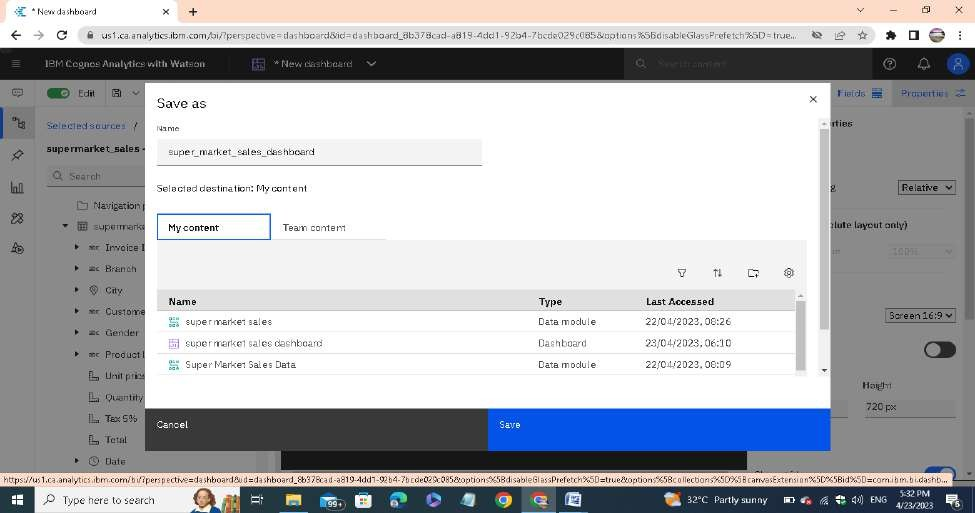 * New dashboard
us1.ca.analytics.ibm.com/bi/?perspective=dashboard&id=dashboard_8b378cad-a819-4dd1-92b4-7bcde029c085&options%5BdisableGlassPrefetch%5D=true...
IBM Cognos Analytics with Watson
* New dashboard
Search content
Edit
Fields
Properties
Selected sources /
supermarket_sales
Search
Navigation
supermarke
Invoice I
Branch
City
Custome
Gender
Product l
Unit pric
Quantity
Tax 5%
Total
Date
Save as
Name
super_market_sales_dashboard
Selected destination: My content
My content
Team content
Name Type Last Accessed
super market sales Data module 22/04/2023, 08:26
super market sales dashboard Dashboard 23/04/2023, 06:10
Super Market Sales Data Data module 22/04/2023, 08:09
Cancel
Save
rties
g
Relative
olute layout only)
100%
Screen 16:9
Height
720 px
https://us1.ca.analytics.ibm.com/bi/?perspective=dashboard&id=dashboard_8b378cad-a819-4dd1-92b4-7bcde029c085&options%5BdisableGlassPrefetch%5D=true&options%5Bcollections%5D%5BcanvasExtension%5D%5Bid%5D=com.ibm.bi.dashb...
Type here to search
99+
32°C Partly sunny
ENG
5:32 PM
4/23/2023
6